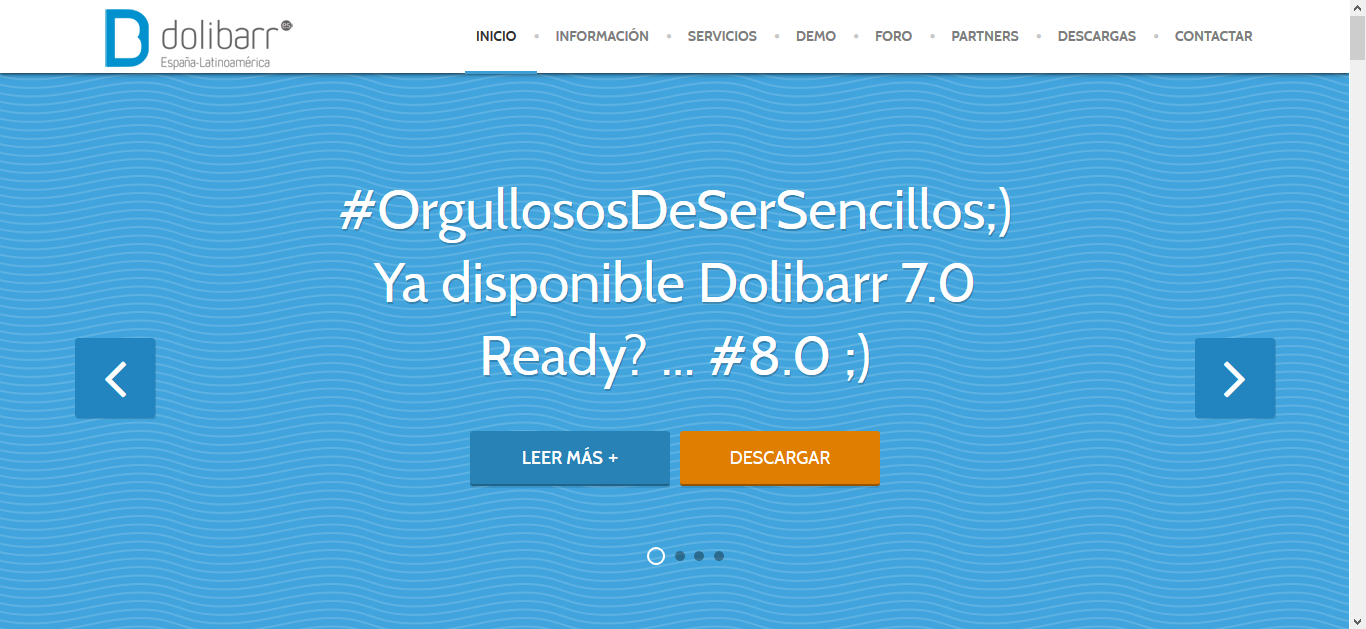 dolibarr es
España-Latinoamérica
INICIO • INFORMACIÓN • SERVICIOS • DEMO • FORO • PARTNERS • DESCARGAS • CONTACTAR
#OrgullososDeSerSencillos;)
Ya disponible Dolibarr 7.0
Ready? ... #8.0 ;)
LEER MÁS + DESCARGAR